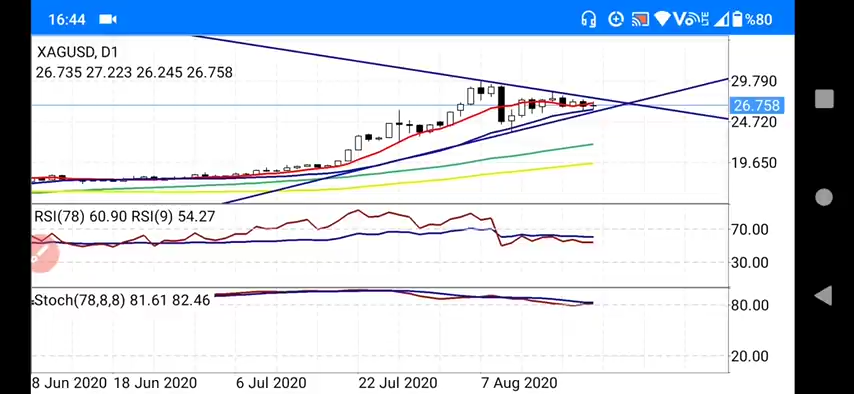 16:44 %80
XAGUSD, D1
26.735 27.223 26.245 26.758
29.790
26.758
24.720
19.650
RSI(78) 60.90 RSI(9) 54.27
70.00
30.00
Stoch(78,8,8) 81.61 82.46
80.00
20.00
8 Jun 2020 18 Jun 2020 6 Jul 2020 22 Jul 2020 7 Aug 2020